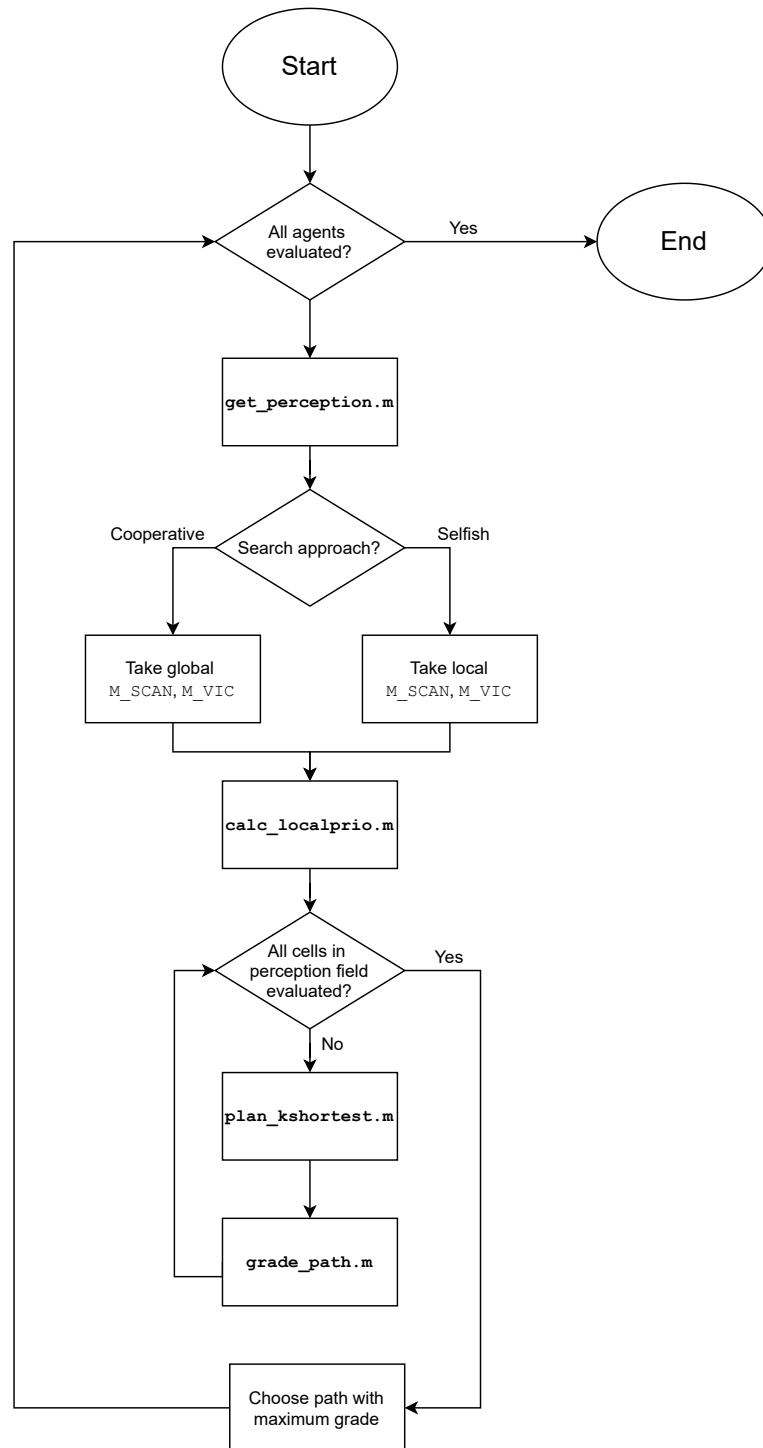 Start
All agents
evaluated?
Yes
End
get_perception.m
Cooperative
Search approach?
Selfish
Take global
M_SCAN, M_VIC
Take local
M_SCAN, M_VIC
calc_localprio.m
All cells in
perception field
evaluated?
Yes
No
plan_kshortest.m
grade_path.m
Choose path with
maximum grade